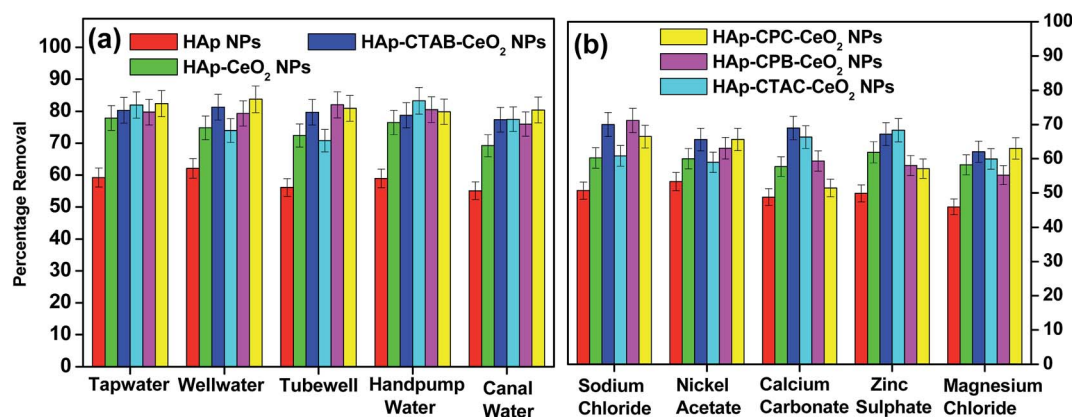 (a)
HAp NPs
HAp-CTAB-CeO₂ NPs
HAp-CeO₂ NPs
Percentage Removal
100
90
80
70
60
50
40
30
20
10
0
Tapwater Wellwater Tubewell Handpump Canal
Water Water
(b)
HAp-CPC-CeO₂ NPs
HAp-CPB-CeO₂ NPs
HAp-CTAC-CeO₂ NPs
100
90
80
70
60
50
40
30
20
10
0
Sodium Nickel Calcium Zinc Magnesium
Chloride Acetate Carbonate Sulphate Chloride